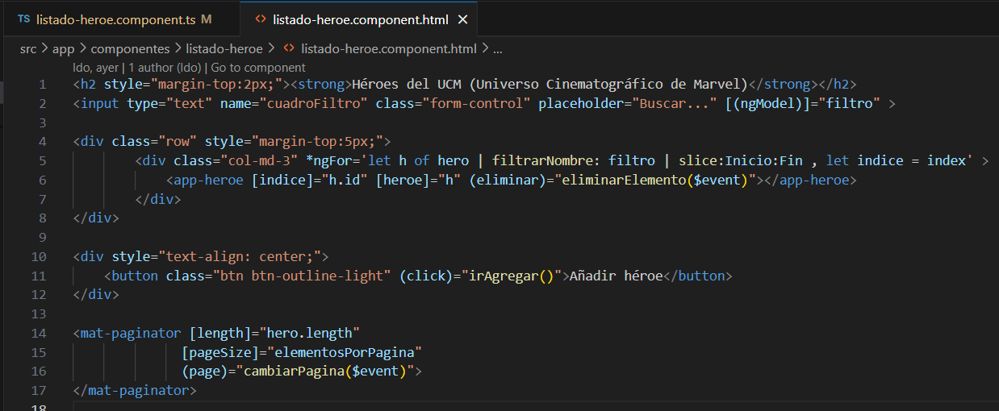 TS listado-heroe.component.ts M <> listado-heroe.component.html ×
src > app > componentes > listado-heroe > <> listado-heroe.component.html > ...
ldo, ayer | 1 author (ldo) | Go to component
1 <h2 style="margin-top:2px;"><strong>Héroes del UCM (Universo Cinematográfico de Marvel)</strong></h2>
2 <input type="text" name="cuadroFiltro" class="form-control" placeholder="Buscar..." [(ngModel)]="filtro" >
3
4 <div class="row" style="margin-top:5px;">
5 <div class="col-md-3" *ngFor='let h of hero | filtrarNombre: filtro | slice:Inicio:Fin , let indice = index' >
6 <app-heroe [indice]="h.id" [heroe]="h" (eliminar)="eliminarElemento($event)"></app-heroe>
7 </div>
8 </div>
9
10 <div style="text-align: center;">
11 <button class="btn btn-outline-light" (click)="irAgregar()">Añadir héroe</button>
12 </div>
13
14 <mat-paginator [length]="hero.length"
15 [pageSize]="elementosPorPagina"
16 (page)="cambiarPagina($event)">
17 </mat-paginator>
18